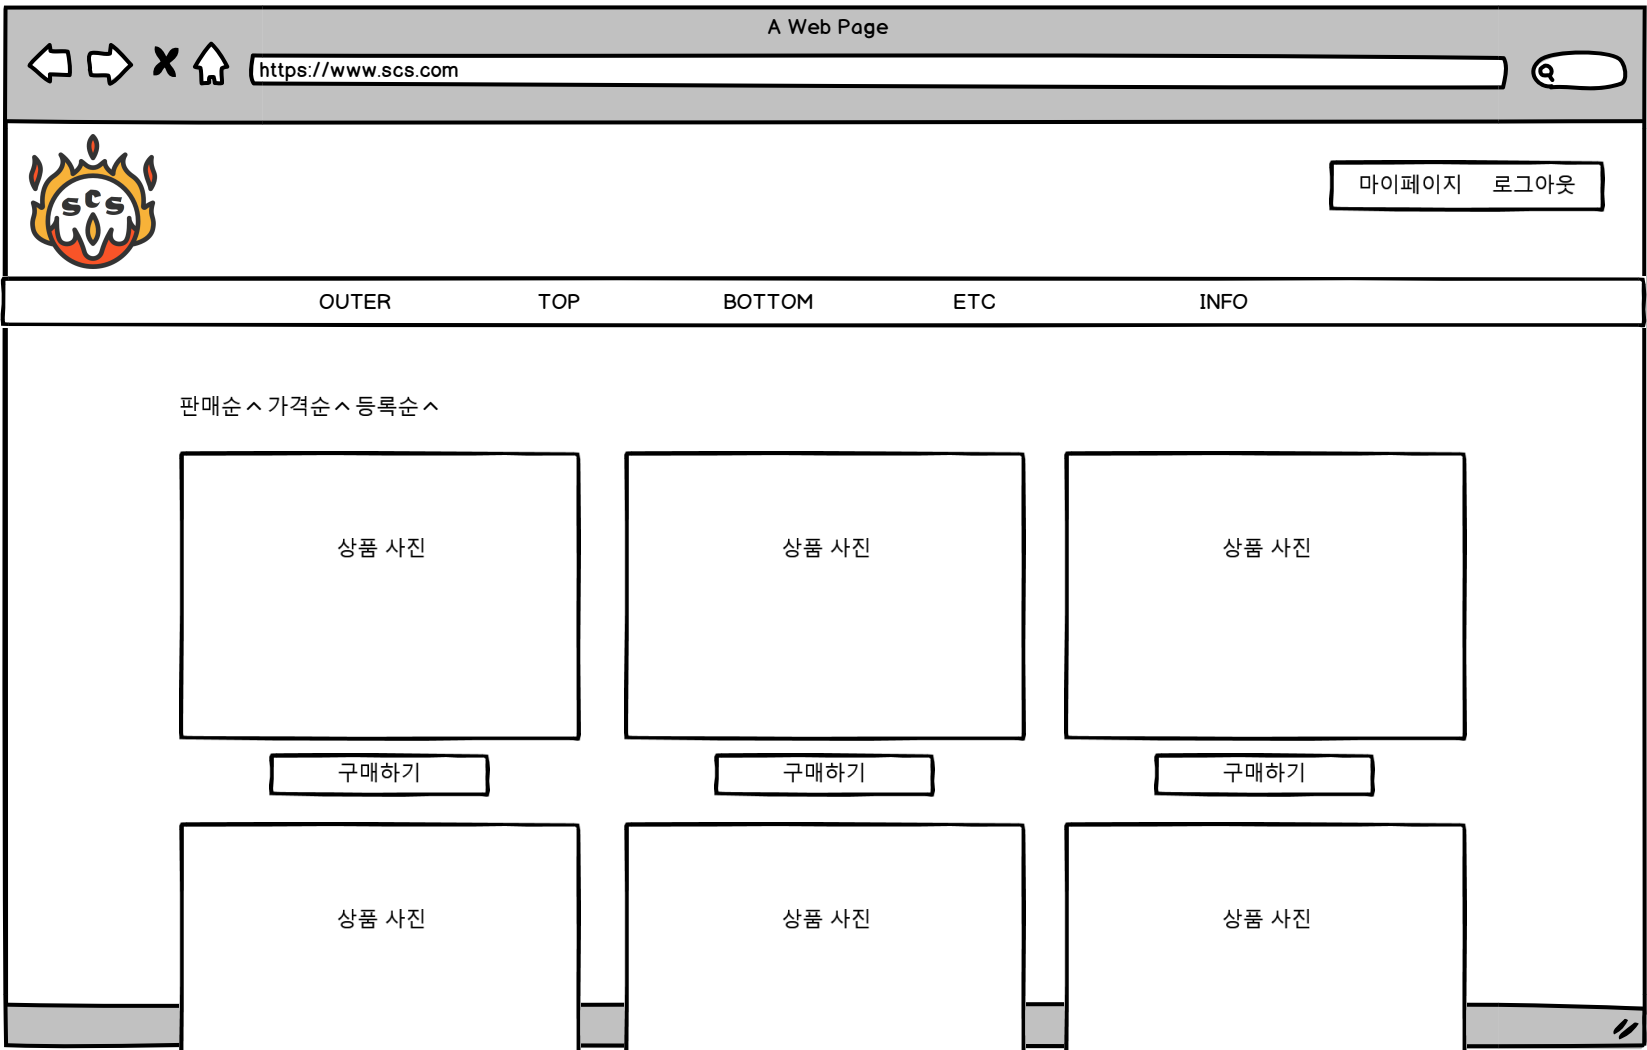 A Web Page
https://www.scs.com
scs
마이페이지 로그아웃
OUTER TOP BOTTOM ETC INFO
판매순 가격순 등록순
상품 사진 상품 사진 상품 사진
구매하기 구매하기 구매하기
상품 사진 상품 사진 상품 사진